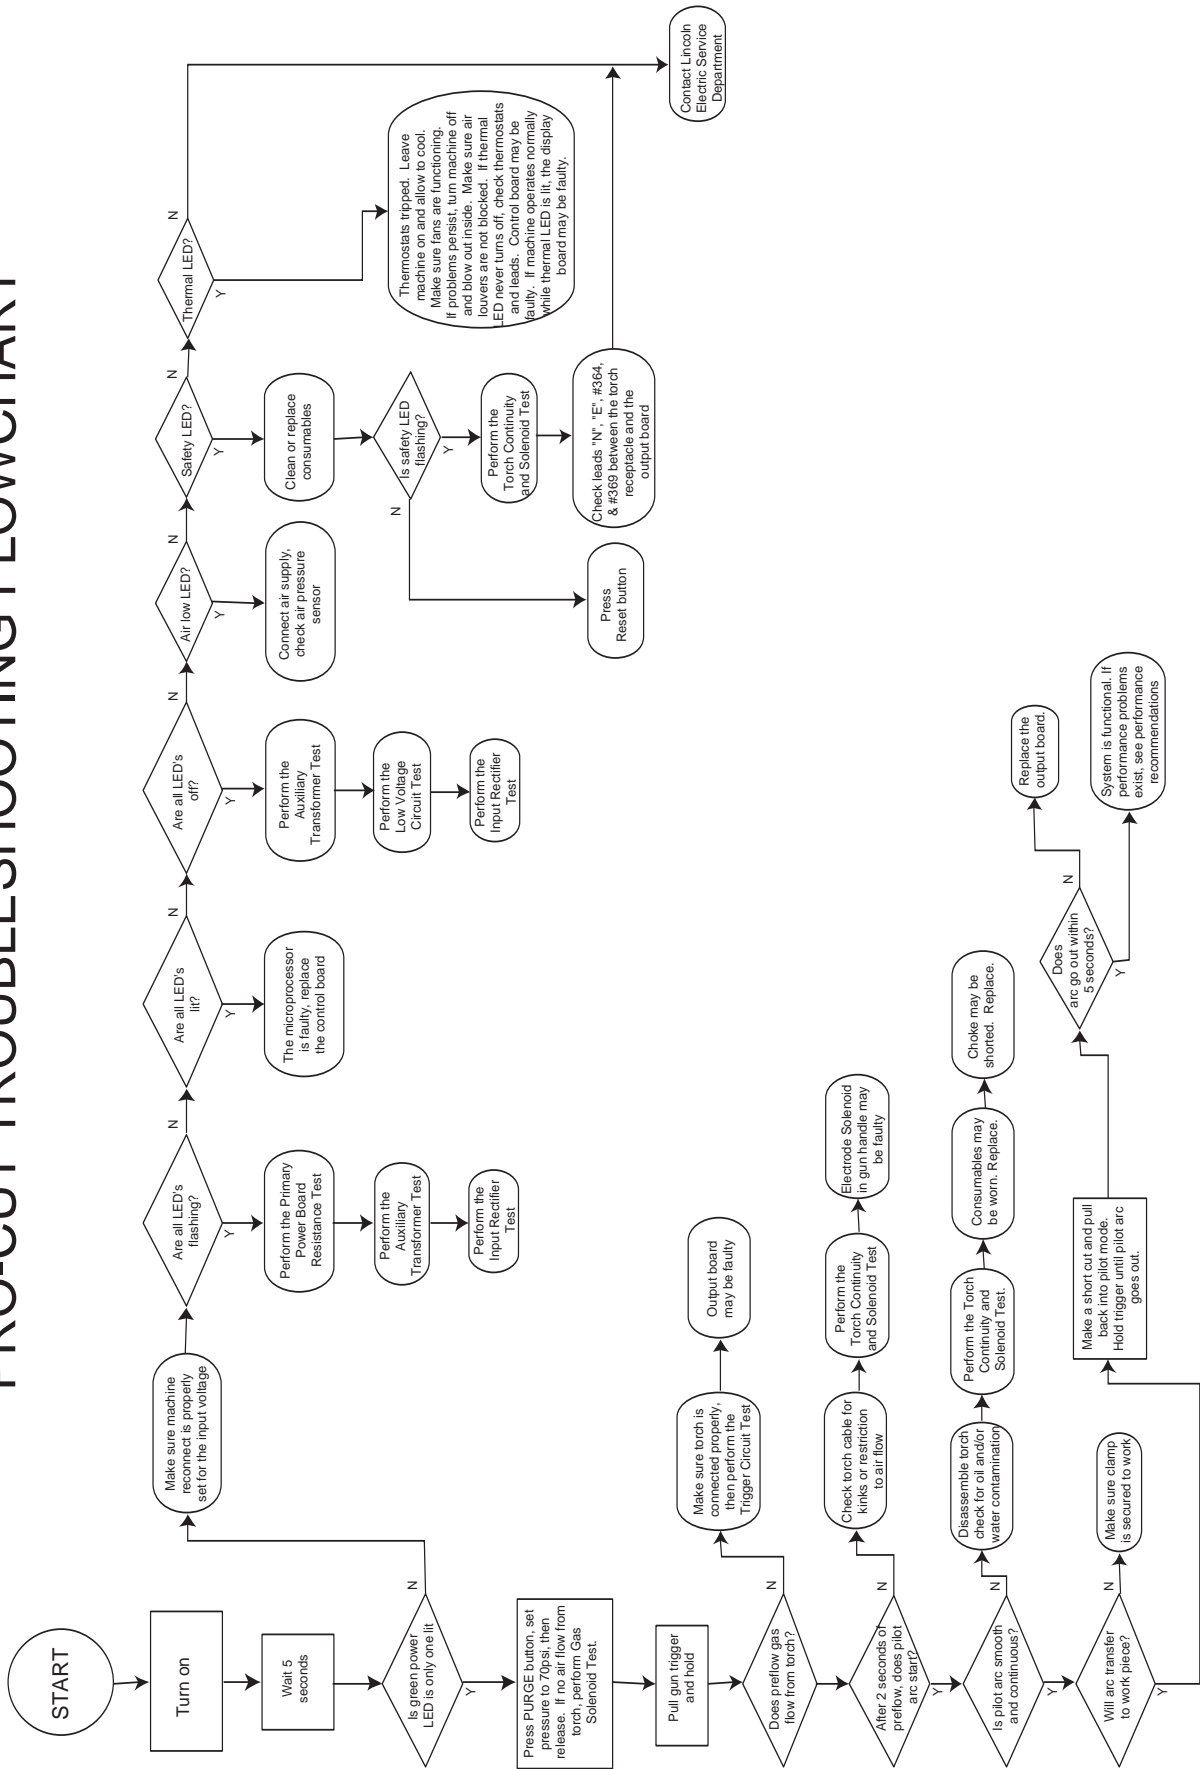 PRO-CUT TROUBLESHOOTING FLOWCHART
START
Turn on
Wait 5
seconds
Is green power
LED is only one lit
N
Y
Make sure machine
reconnect is properly
set for the input voltage
Are all LED's
flashing?
N
Y
Perform the Primary
Power Board
Resistance Test
Perform the
Auxiliary
Transformer Test
Perform the
Input Rectifier
Test
Are all LED's
lit?
N
Y
The microprocessor
is faulty, replace
the control board
Are all LED's
off?
N
Y
Perform the
Auxiliary
Transformer Test
Perform the
Low Voltage
Circuit Test
Perform the
Input Rectifier
Test
Air low LED?
N
Y
Connect air supply,
check air pressure
sensor
Safety LED?
N
Y
Clean or replace
consumables
Is safety LED
flashing?
N
Y
Press
Reset button
Perform the
Torch Continuity
and Solenoid Test
Check leads "N", "E", #364,
& #369 between the torch
receptacle and the
output board
Thermal LED?
N
Y
Thermostats tripped. Leave
machine on and allow to cool.
Make sure fans are functioning.
If problems persist, turn machine off
and blow out inside. Make sure air
louvers are not blocked. If thermal
LED never turns off, check thermostats
and leads. Control board may be
faulty. If machine operates normally
while thermal LED is lit, the display
board may be faulty.
Contact Lincoln
Electric Service
Department
Press PURGE button, set
pressure to 70psi, then
release. If no air flow from
torch, perform Gas
Solenoid Test.
Pull gun trigger
and hold
Does preflow gas
flow from torch?
N
Make sure torch is
connected properly,
then perform the
Trigger Circuit Test
Output board
may be faulty
After 2 seconds of
preflow, does pilot
arc start?
N
Y
Check torch cable for
kinks or restriction
to air flow
Perform the
Torch Continuity
and Solenoid Test
Electrode Solenoid
in gun handle may
be faulty
Is pilot arc smooth
and continuous?
N
Y
Disassemble torch
check for oil and/or
water contamination
Perform the Torch
Continuity and
Solenoid Test.
Consumables may
be worn. Replace.
Choke may be
shorted. Replace.
Will arc transfer
to work piece?
N
Y
Make sure clamp
is secured to work
Make a short cut and pull
back into pilot mode.
Hold trigger until pilot arc
goes out.
Does
arc go out within
5 seconds?
N
Y
Replace the
output board.
System is functional. If
performance problems
exist, see performance
recommendations